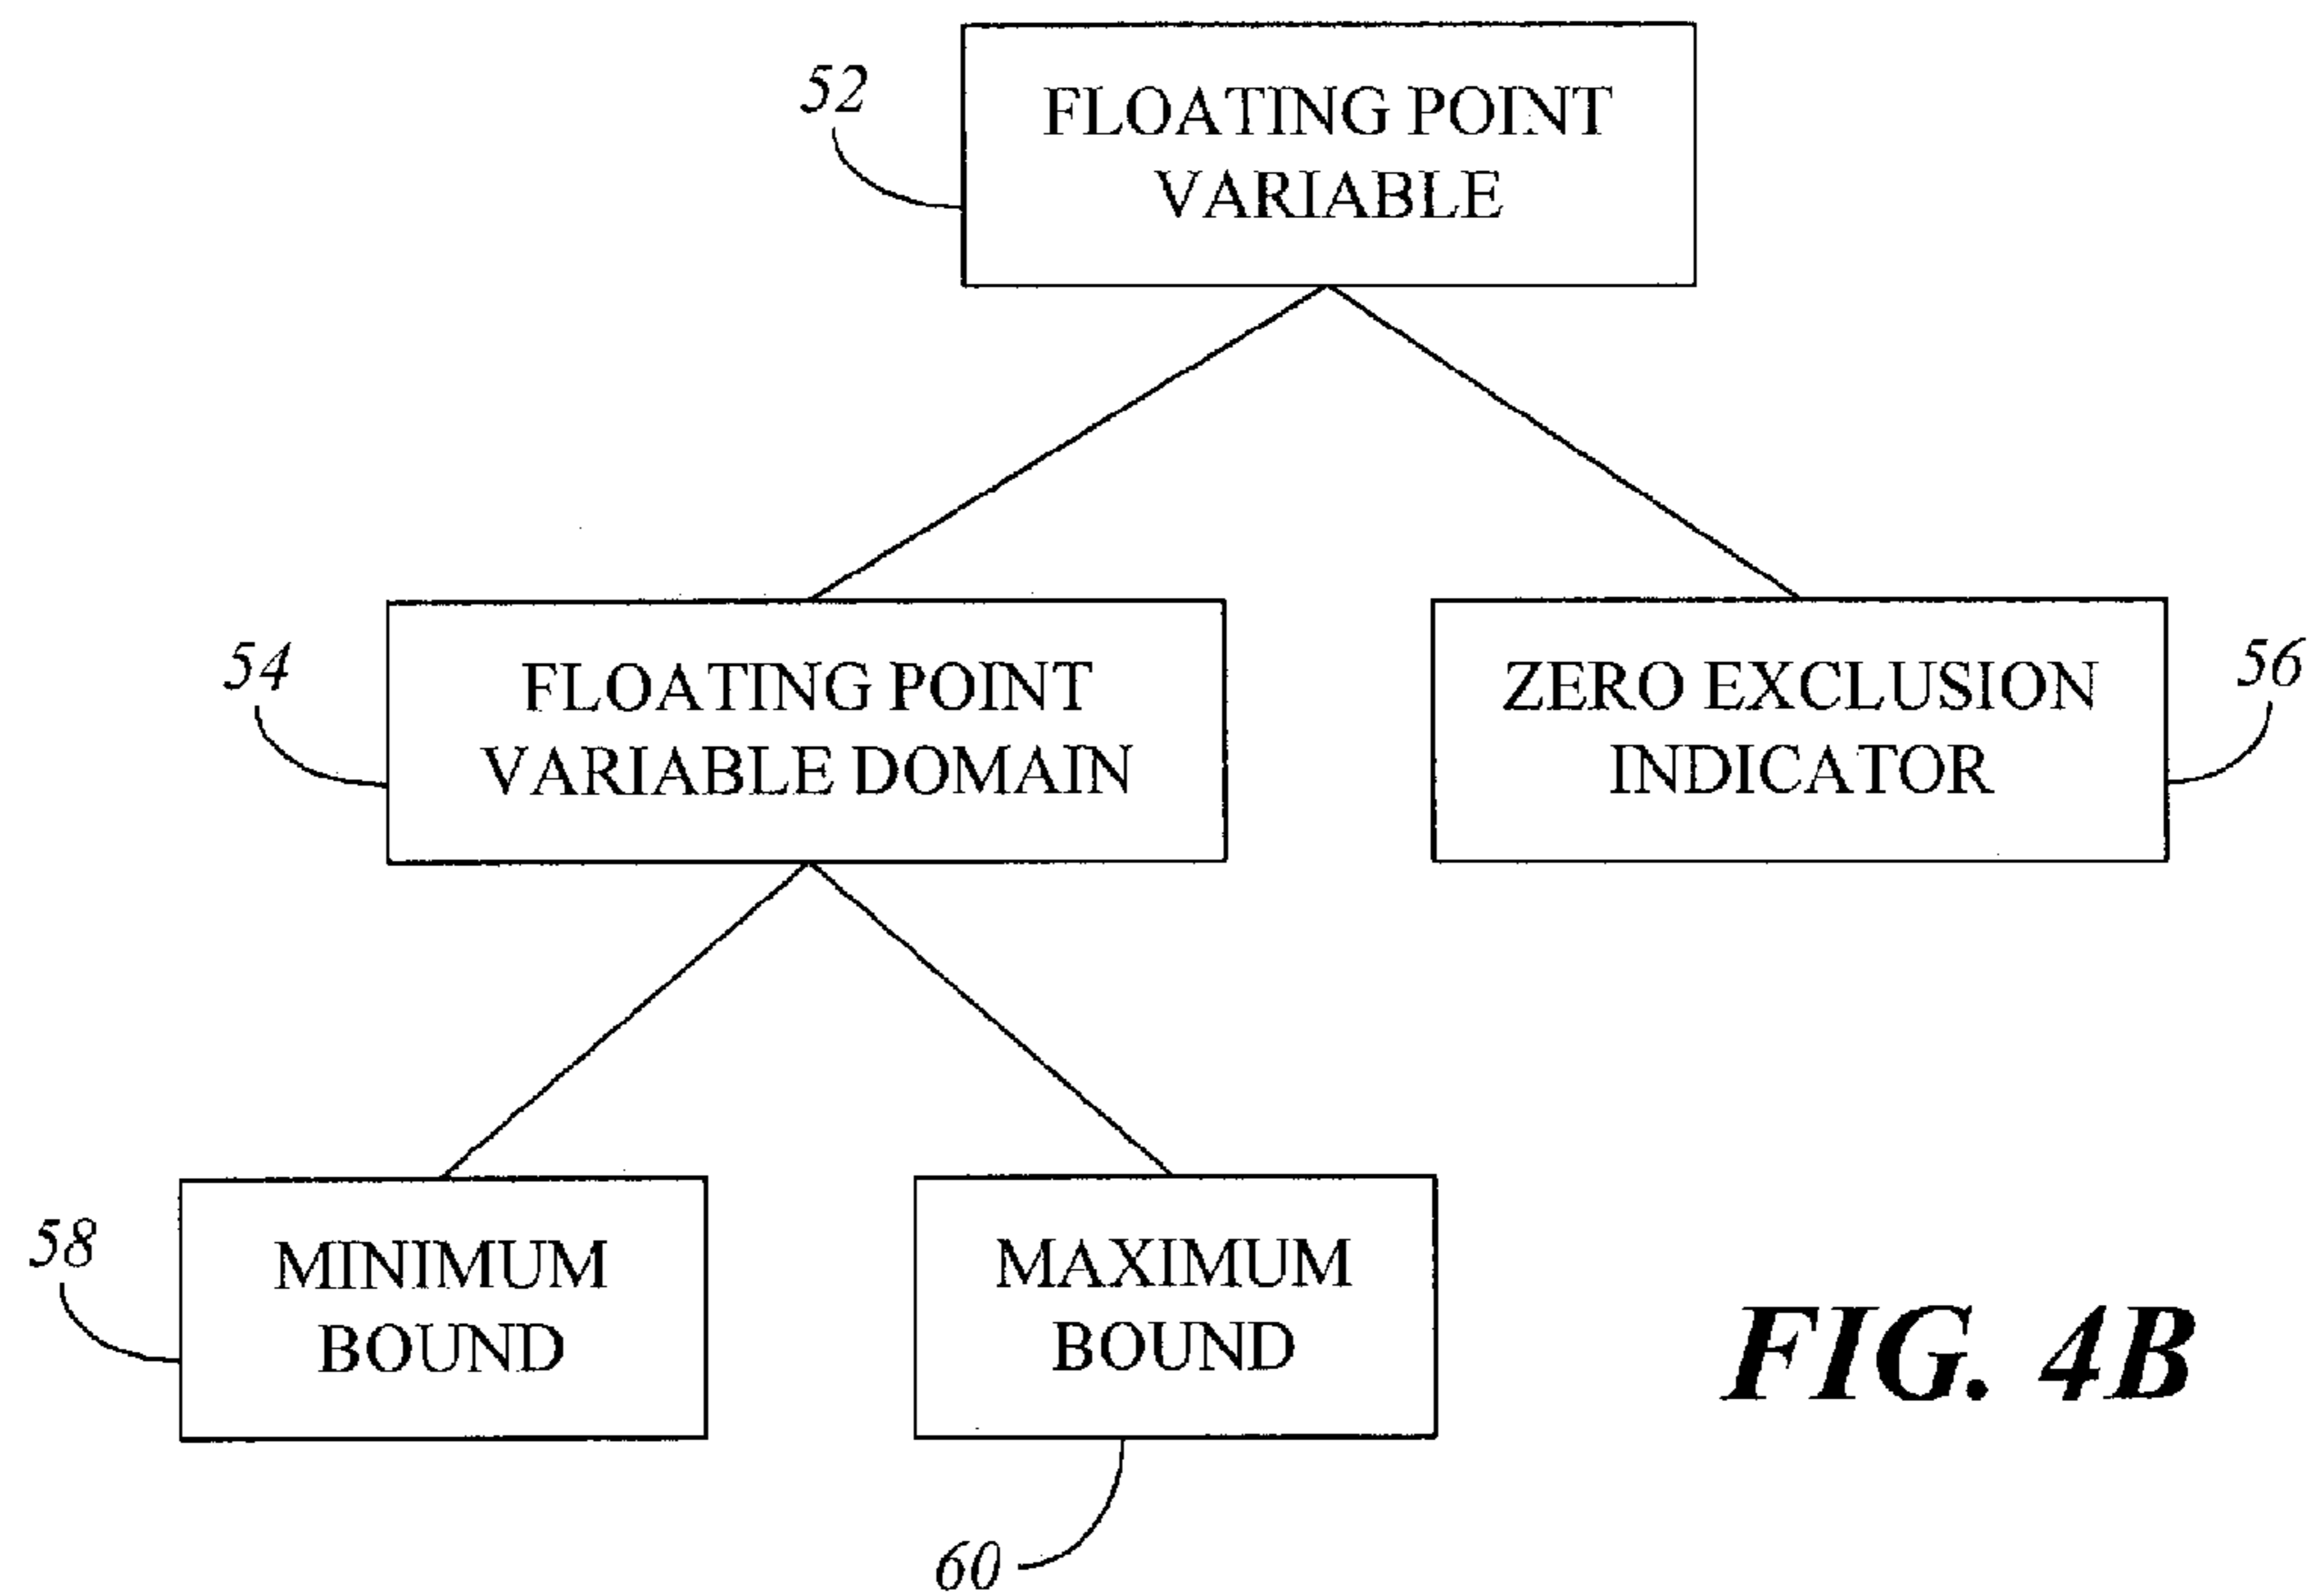 52
FLOATING POINT
VARIABLE
54
FLOATING POINT
VARIABLE DOMAIN
ZERO EXCLUSION
INDICATOR
56
58
MINIMUM
BOUND
MAXIMUM
BOUND
60
FIG. 4B